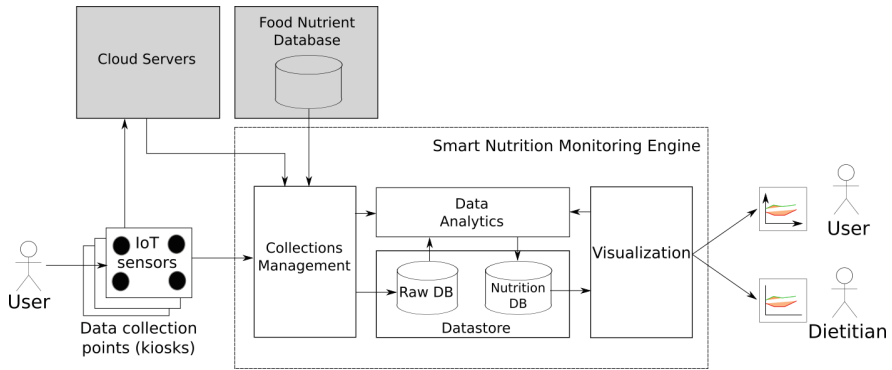 Cloud Servers
Food Nutrient
Database
Smart Nutrition Monitoring Engine
IoT
sensors
User
Data collection
points (kiosks)
Collections
Management
Data
Analytics
Raw DB
Nutrition
DB
Datastore
Visualization
User
Dietitian